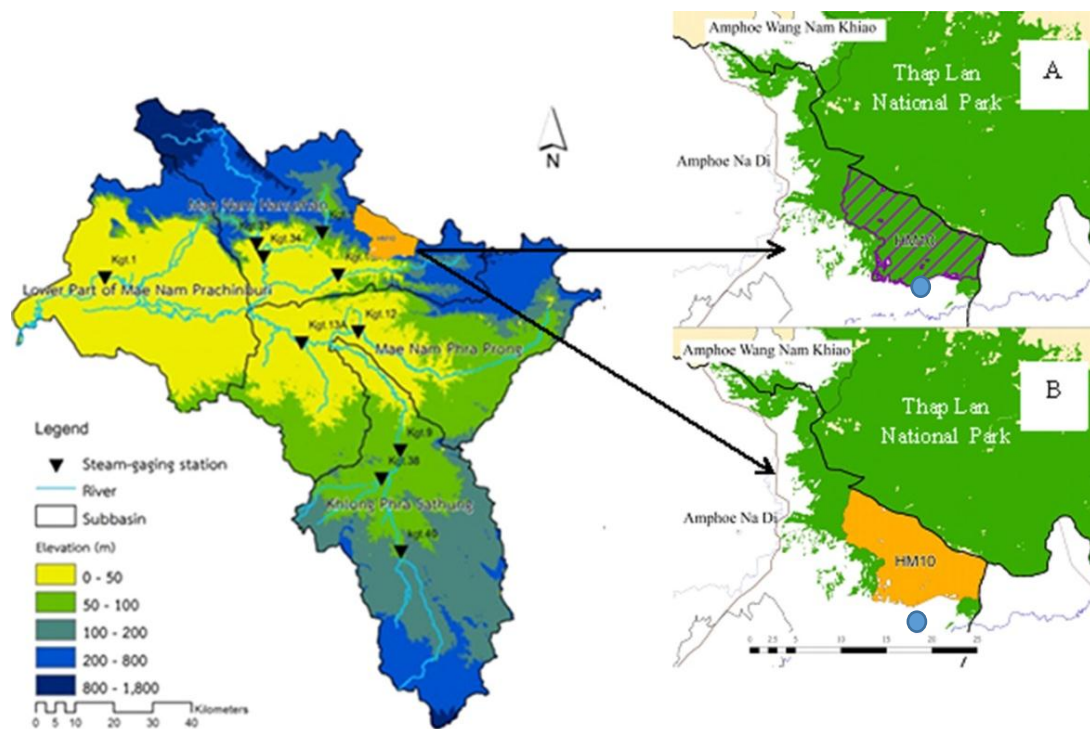 Amphoe Wang Nam Khiao
Thap Lan
National Park
A
Amphoe Na Di
HM10
Amphoe Wang Nam Khiao
Thap Lan
National Park
B
Amphoe Na Di
HM10
0 2.5 5 10 15 20 25
N
Mae Nam Hanuman
HM10
Kgt.34
Kgt.1
Lower Part of Mae Nam Prachinburi
Kgt.13A
Kgt.12
Mae Nam Phra Prong
Kgt.9
Kgt.38
Khlong Phra Sathung
kgt.40
Legend
Steam-gaging station
River
Subbasin
Elevation (m)
0 - 50
50 - 100
100 - 200
200 - 800
800 - 1,800
Kilometers
0 5 10 20 30 40